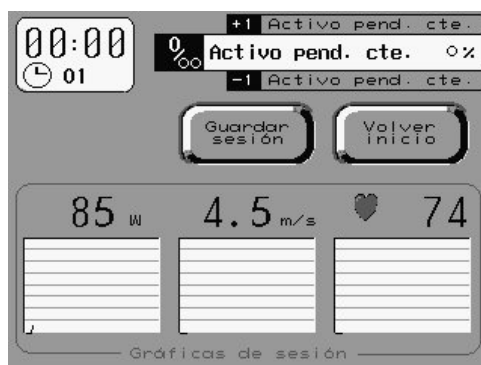 00:00
01
+1 Activo pend. cte.
% Activo pend. cte. 0%
-1 Activo pend. cte.
Guardar
sesión
Volver
inicio
85 W
4.5 m/s
74
Gráficas de sesión